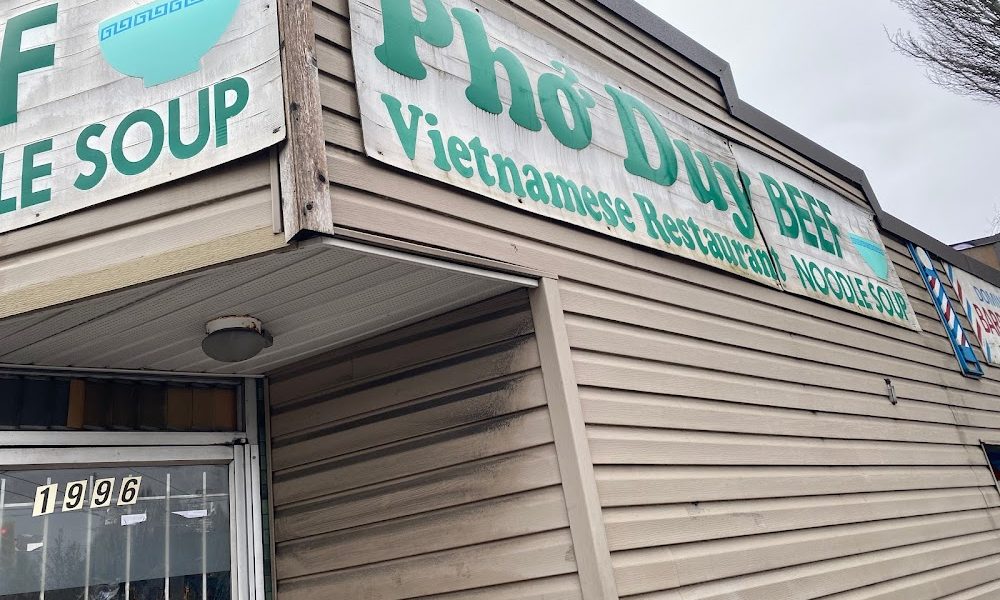 F
LE SOUP
Phở Duy
Vietnamese Restaurant
BEEF
NOODLE SOUP
1996